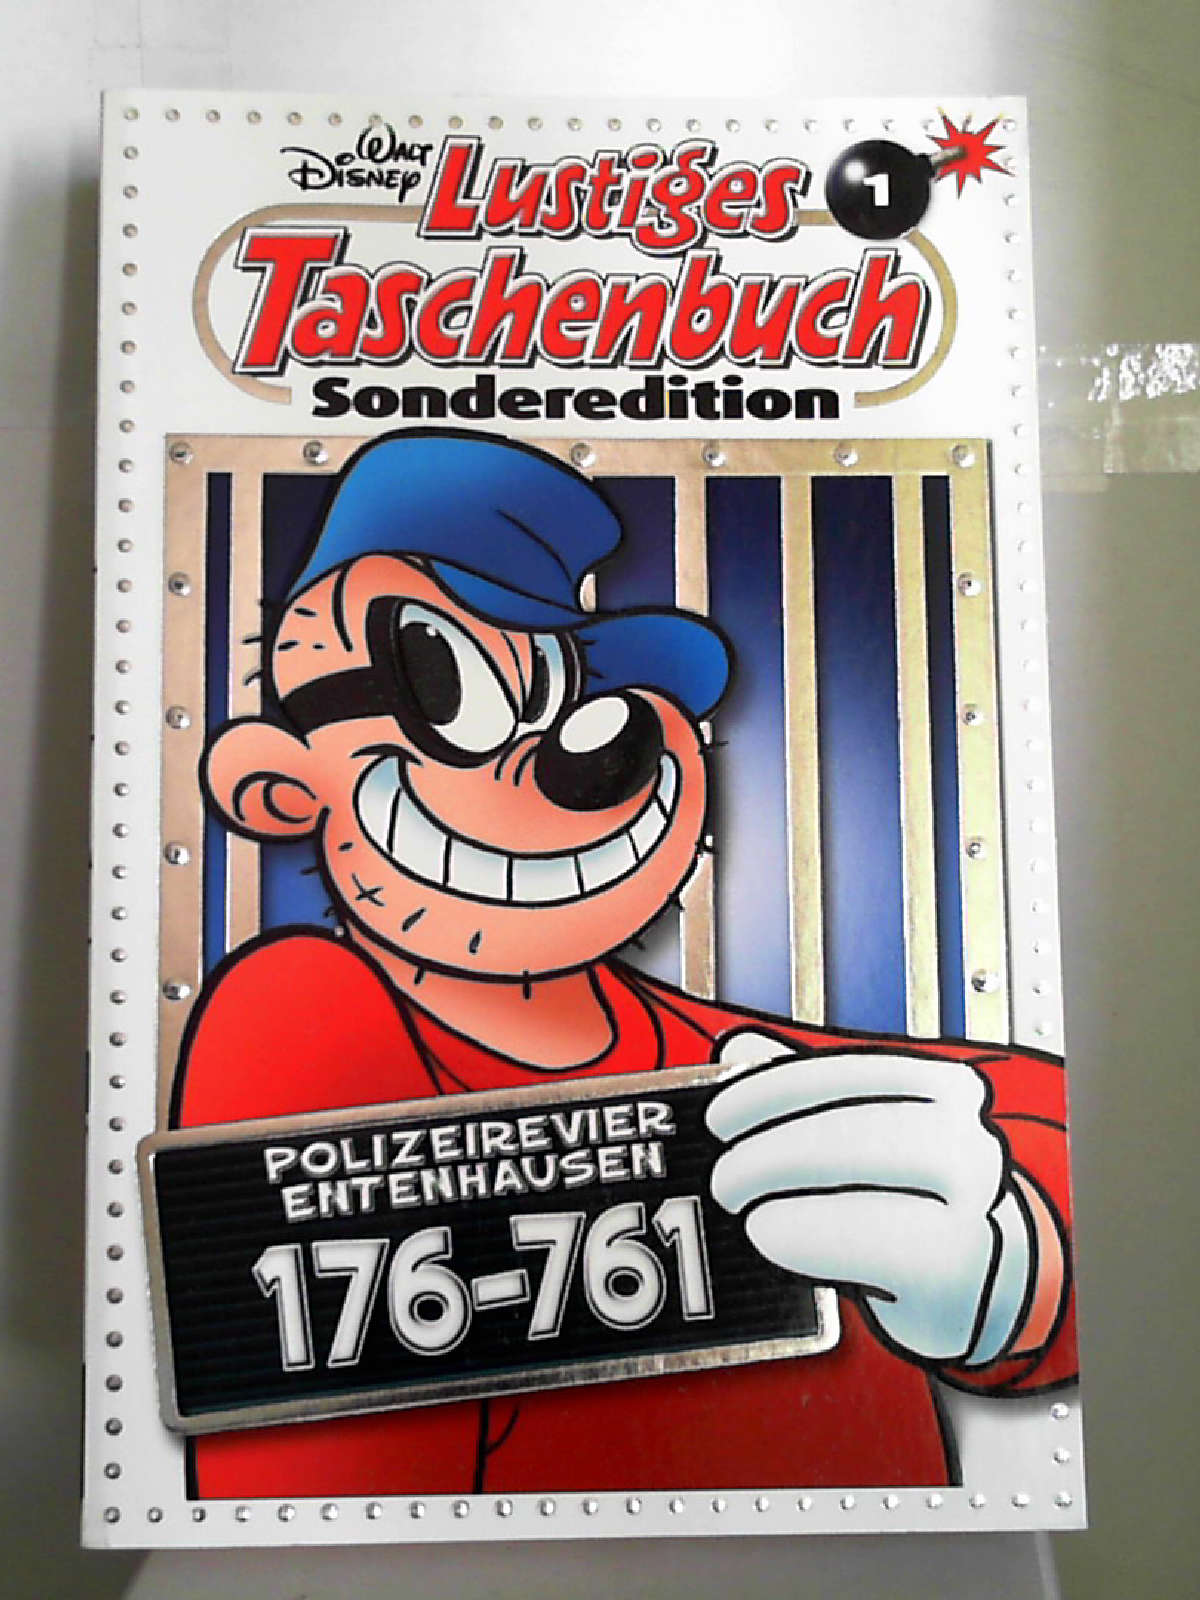 WALT
DISNEY
Lustiges
1
Taschenbuch
Sonderedition
POLIZEIREVIER
ENTENHAUSEN
176-761